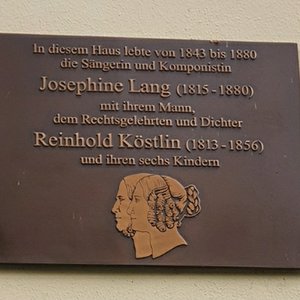 In diesem Haus lebte von 1843 bis 1880
die Sängerin und Komponistin
Josephine Lang (1815-1880)
mit ihrem Mann,
dem Rechtsgelehrten und Dichter
Reinhold Köstlin (1813-1856)
und ihren sechs Kindern